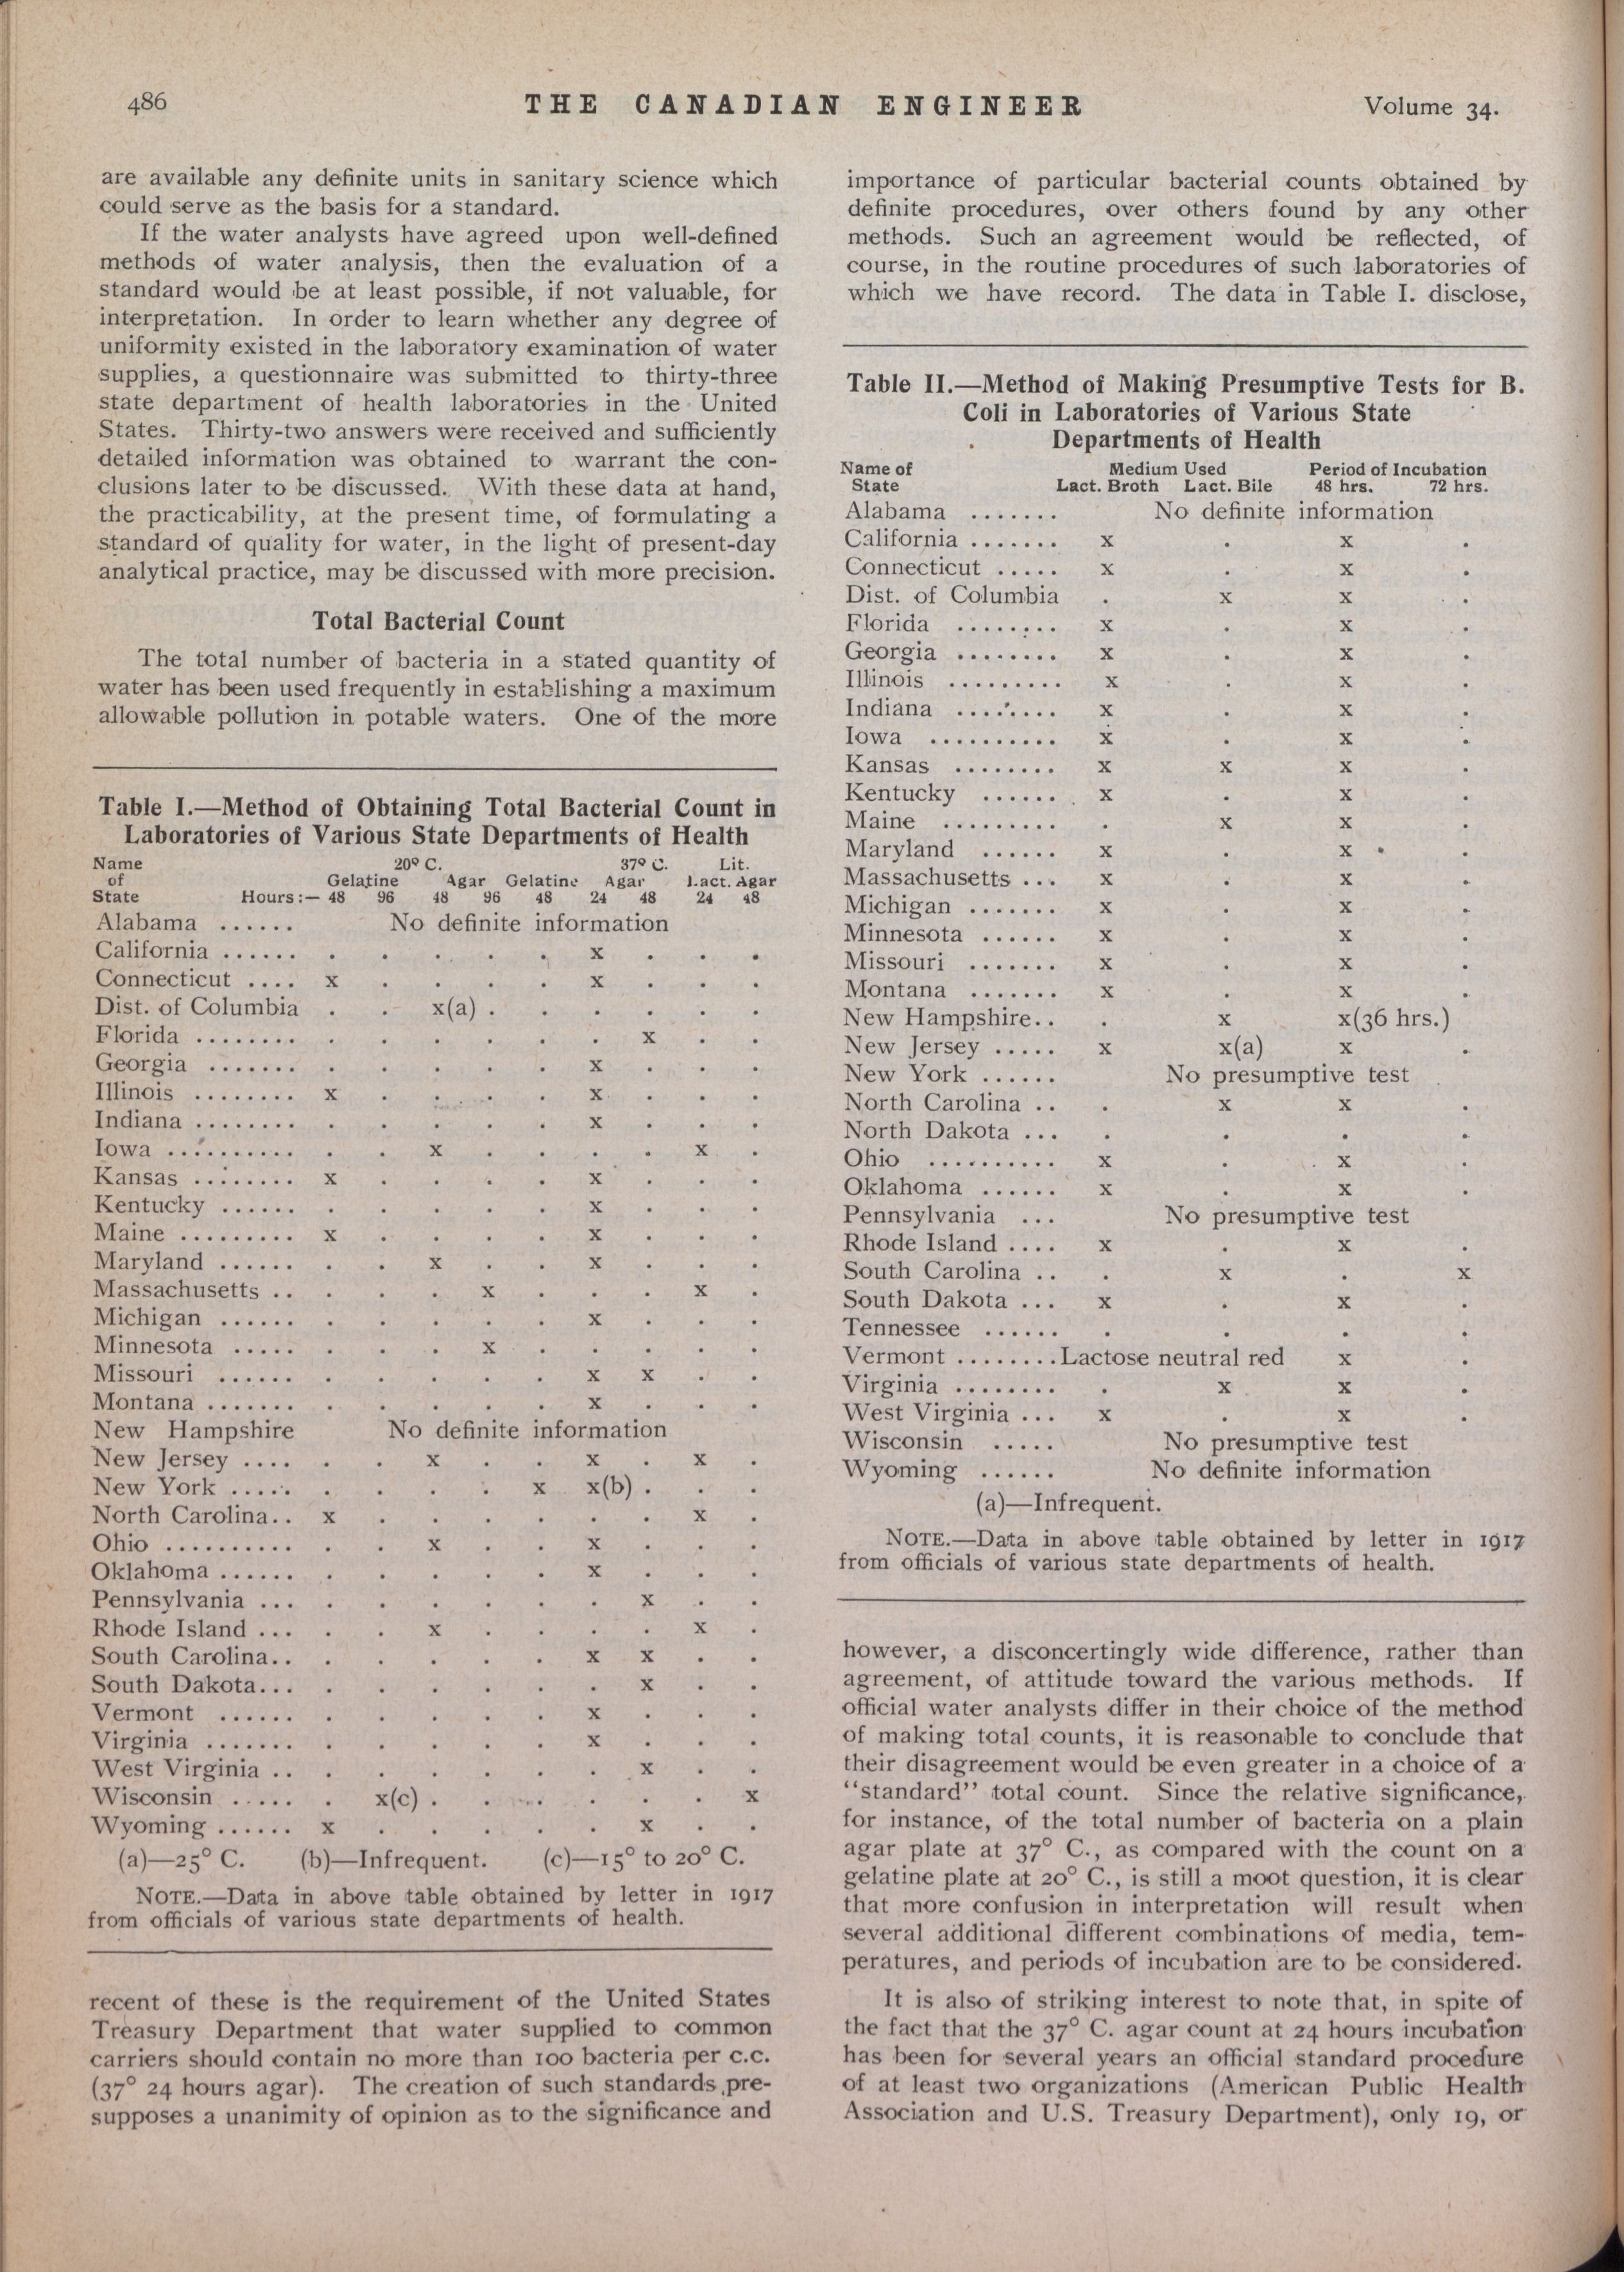 486
THE CANADIAN ENGINEER
Volume 34.
are available any definite units in sanitary science which
could serve as the basis for a standard.
If the water analysts have agreed upon well-defined
methods of water analysis, then the evaluation of a
standard would be at least possible, if not valuable, for
interpretation. In order to learn whether any degree of
uniformity existed in the laboratory examination of water
supplies, a questionnaire was submitted to thirty-three
state department of health laboratories in the United
States. Thirty-two answers were received and sufficiently
detailed information was obtained to warrant the con-
clusions later to be discussed. With these data at hand,
the practicability, at the present time, of formulating a
standard of quality for water, in the light of present-day
analytical practice, may be discussed with more precision.
Total Bacterial Count
The total number of bacteria in a stated quantity of
water has been used frequently in establishing a maximum
allowable pollution in potable waters. One of the more
Table I.—Method of Obtaining Total Bacterial Count in
Laboratories of Various State Departments of Health
Name 20° C. 37° C. Lit.
of Gelatine Agar Gelatine Agar Lact. Agar
State Hours:— 48 96 48 96 48 24 48 24 48
Alabama ...... No definite information
California ...... . . . . . x . . .
Connecticut .... x . . . . x . . .
Dist. of Columbia . . x(a) . . . . . .
Florida ........ . . . . . . x . .
Georgia ....... . . . . . x . . .
Illinois ........ x . . . . x . . .
Indiana ........ . . . . . x . . .
Iowa .......... . . x . . . . x .
Kansas ........ x . . . . x . . .
Kentucky ...... . . . . . x . . .
Maine ......... x . . . . x . . .
Maryland ...... . . x . . x . . .
Massachusetts .. . . . x . . . x .
Michigan ...... . . . . . x . . .
Minnesota ..... . . . x . . . . .
Missouri ...... . . . . . x x . .
Montana ....... . . . . . x . . .
New Hampshire No definite information
New Jersey .... . . x . . x . x .
New York ..... . . . . x x(b) . . .
North Carolina.. x . . . . . . x .
Ohio .......... . . x . . x . . .
Oklahoma ...... . . . . . x . . .
Pennsylvania ... . . . . . . x . .
Rhode Island ... . . x . . . . x .
South Carolina.. . . . . . x x . .
South Dakota... . . . . . . x . .
Vermont ...... . . . . . x . . .
Virginia ....... . . . . . x . . .
West Virginia .. . . . . . . x . .
Wisconsin ..... . x(c) . . . . . . x
Wyoming ...... x . . . . . x . .
(a)—25° C. (b)—Infrequent. (c)—15° to 20° C.
NOTE.—Data in above table obtained by letter in 1917
from officials of various state departments of health.
recent of these is the requirement of the United States
Treasury Department that water supplied to common
carriers should contain no more than 100 bacteria per c.c.
(37° 24 hours agar). The creation of such standards pre-
supposes a unanimity of opinion as to the significance and
importance of particular bacterial counts obtained by
definite procedures, over others found by any other
methods. Such an agreement would be reflected, of
course, in the routine procedures of such laboratories of
which we have record. The data in Table I. disclose,
Table II.—Method of Making Presumptive Tests for B.
Coli in Laboratories of Various State
Departments of Health
Name of Medium Used Period of Incubation
State Lact. Broth Lact. Bile 48 hrs. 72 hrs.
Alabama ....... No definite information
California ....... x . x .
Connecticut ..... x . x .
Dist. of Columbia . x x .
Florida ........ x . x .
Georgia ........ x . x .
Illinois ......... x . x .
Indiana ........ x . x .
Iowa .......... x . x .
Kansas ........ x x x .
Kentucky ...... x . x .
Maine ......... . x x .
Maryland ...... x . x .
Massachusetts ... x . x .
Michigan ....... x . x .
Minnesota ...... x . x .
Missouri ....... x . x .
Montana ....... x . x .
New Hampshire.. . x x(36 hrs.)
New Jersey ..... x x(a) x .
New York ...... No presumptive test
North Carolina .. . x x .
North Dakota ... . . . .
Ohio .......... x . x .
Oklahoma ...... x . x .
Pennsylvania ... No presumptive test
Rhode Island .... x . x .
South Carolina .. . x . x
South Dakota ... x . x .
Tennessee ...... . . . .
Vermont ........ Lactose neutral red x .
Virginia ........ . x x .
West Virginia ... x . x .
Wisconsin ..... No presumptive test
Wyoming ...... No definite information
(a)—Infrequent.
NOTE.—Data in above table obtained by letter in 1917
from officials of various state departments of health.
however, a disconcertingly wide difference, rather than
agreement, of attitude toward the various methods. If
official water analysts differ in their choice of the method
of making total counts, it is reasonable to conclude that
their disagreement would be even greater in a choice of a
“standard” total count. Since the relative significance,
for instance, of the total number of bacteria on a plain
agar plate at 37° C., as compared with the count on a
gelatine plate at 20° C., is still a moot question, it is clear
that more confusion in interpretation will result when
several additional different combinations of media, tem-
peratures, and periods of incubation are to be considered.
It is also of striking interest to note that, in spite of
the fact that the 37° C. agar count at 24 hours incubation
has been for several years an official standard procedure
of at least two organizations (American Public Health
Association and U.S. Treasury Department), only 19, or